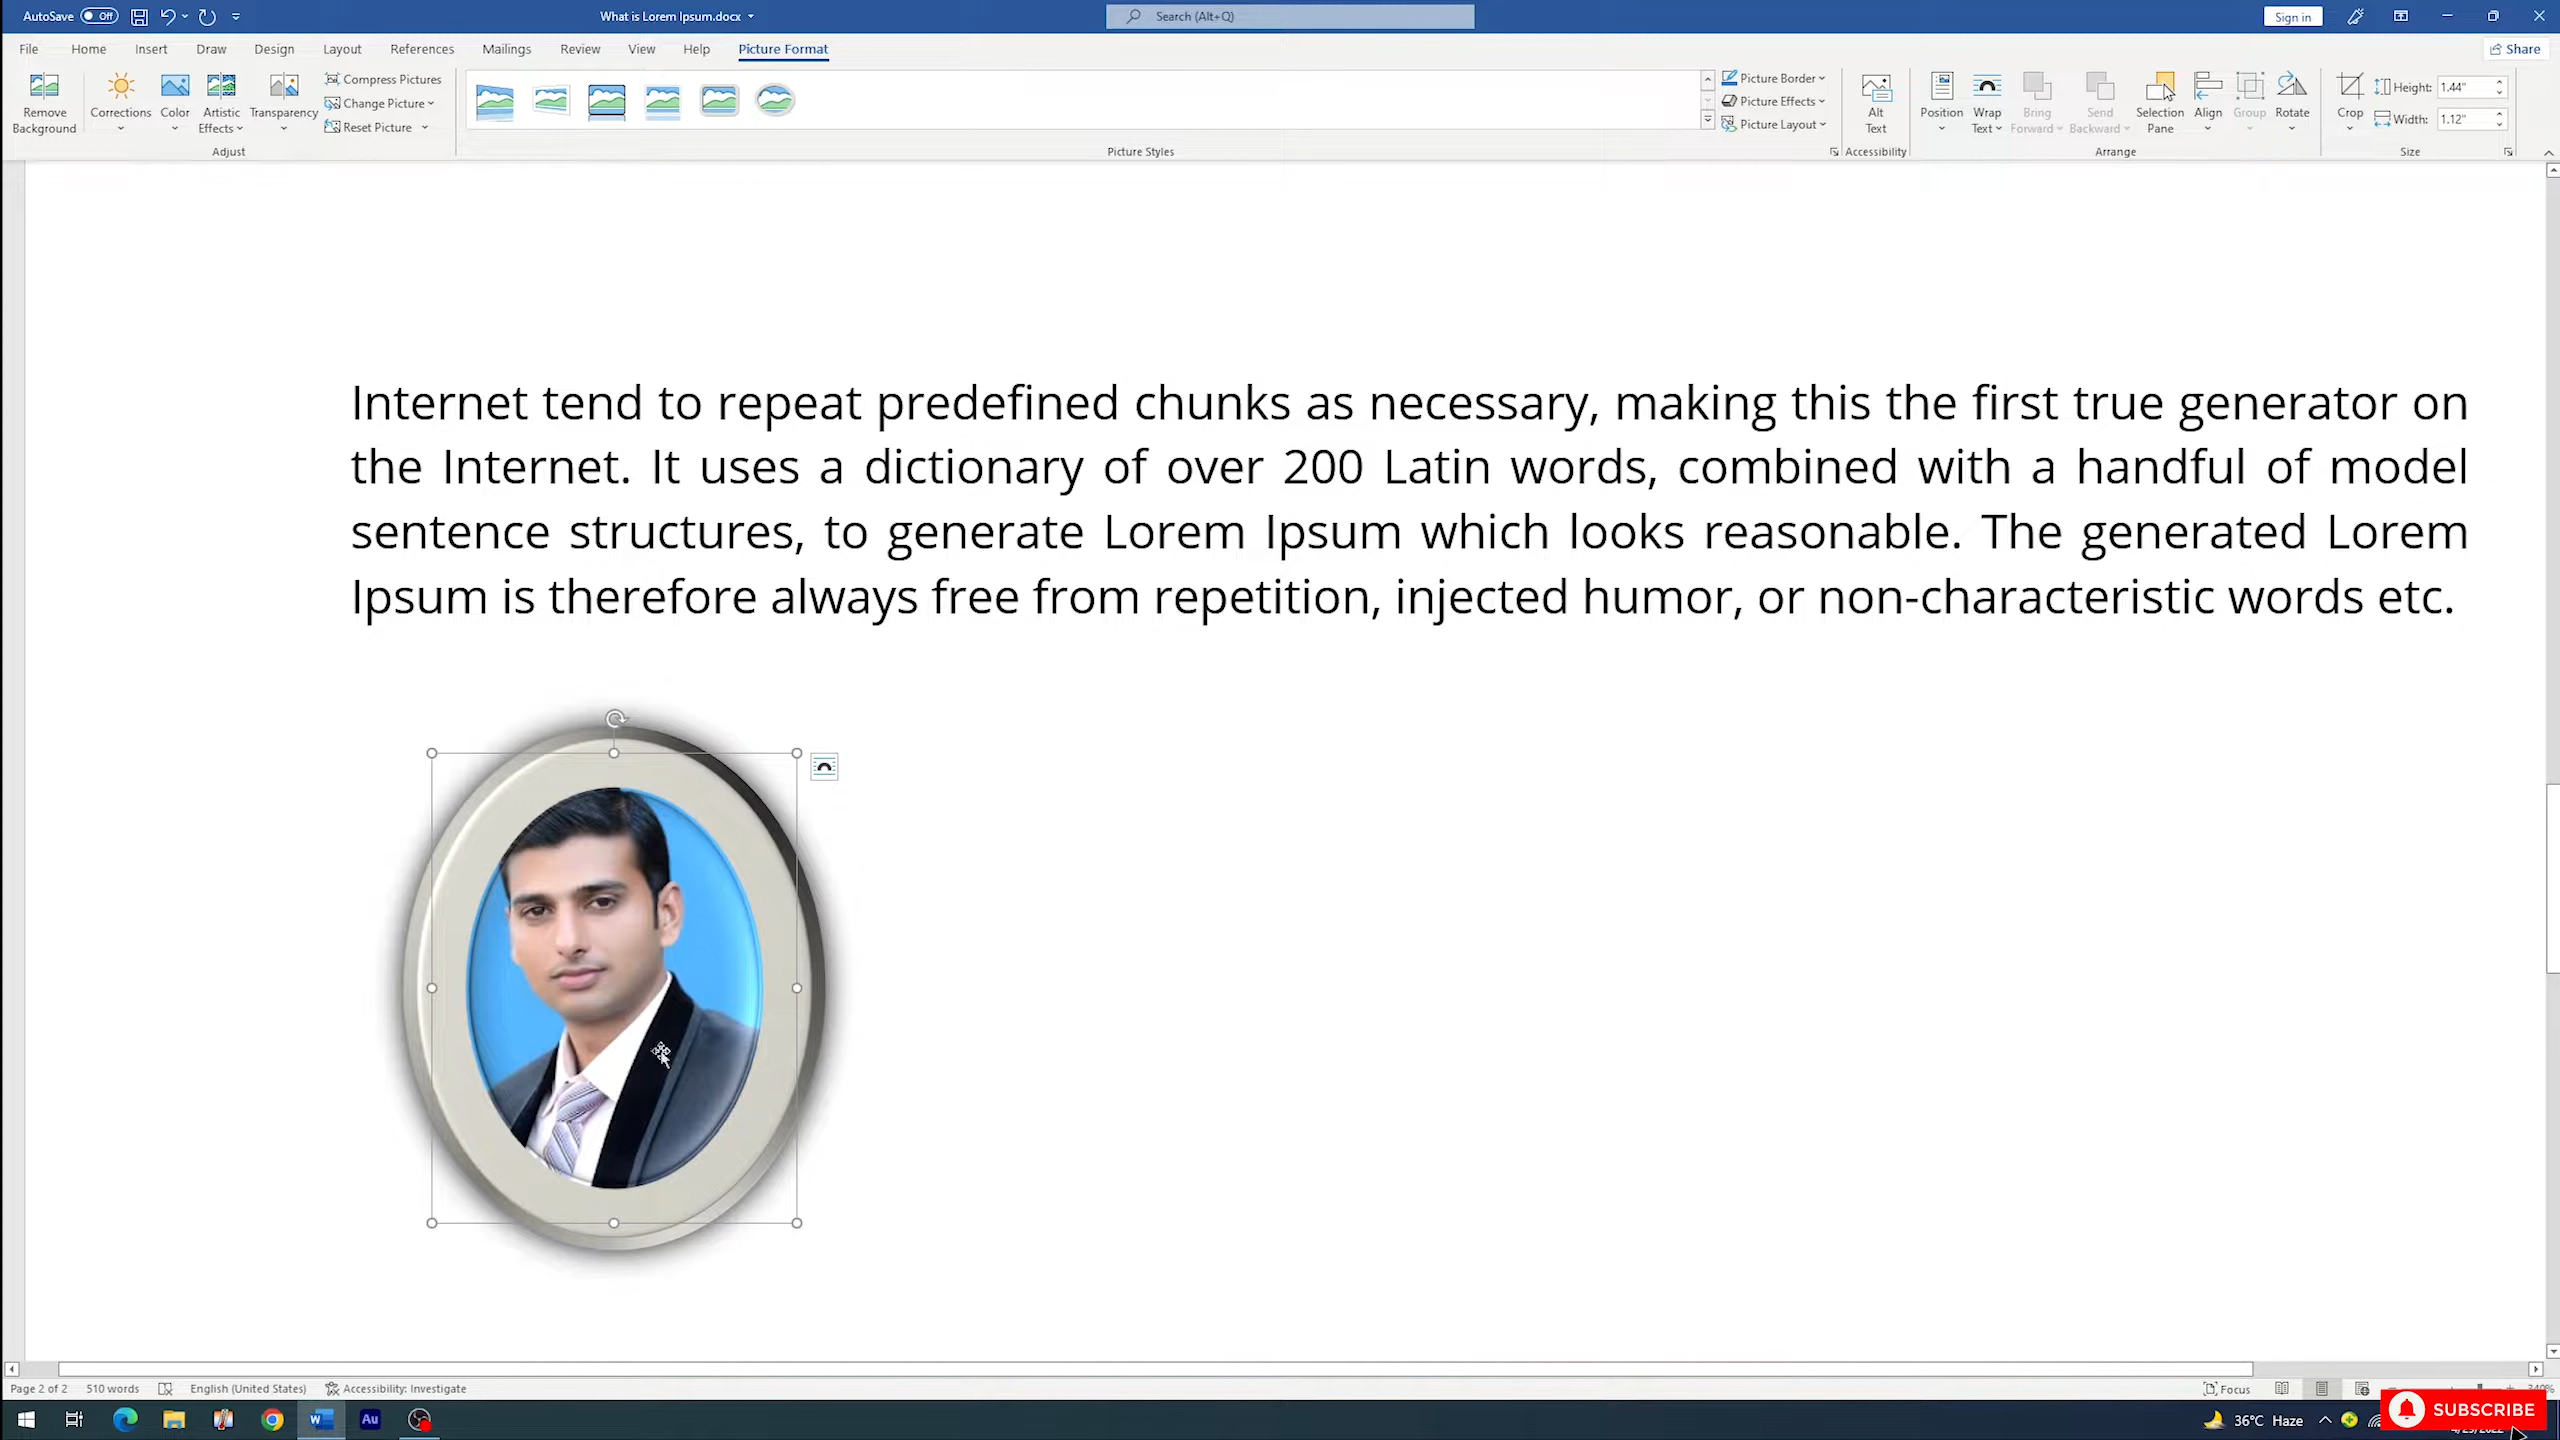 AutoSave Off What is Lorem Ipsum.docx Search (Alt+Q) Sign in
File Home Insert Draw Design Layout References Mailings Review View Help Picture Format Share
Remove Background
Corrections
Color
Artistic Effects
Transparency
Compress Pictures
Change Picture
Reset Picture
Adjust
Picture Styles
Picture Border
Picture Effects
Picture Layout
Alt Text
Accessibility
Position
Wrap Text
Bring Forward
Send Backward
Selection Pane
Align
Group
Rotate
Arrange
Crop
Height: 1.44"
Width: 1.12"
Size
Internet tend to repeat predefined chunks as necessary, making this the first true generator on
the Internet. It uses a dictionary of over 200 Latin words, combined with a handful of model
sentence structures, to generate Lorem Ipsum which looks reasonable. The generated Lorem
Ipsum is therefore always free from repetition, injected humor, or non-characteristic words etc.
Page 2 of 2 510 words English (United States) Accessibility: Investigate Focus
W Au 36°C Haze SUBSCRIBE